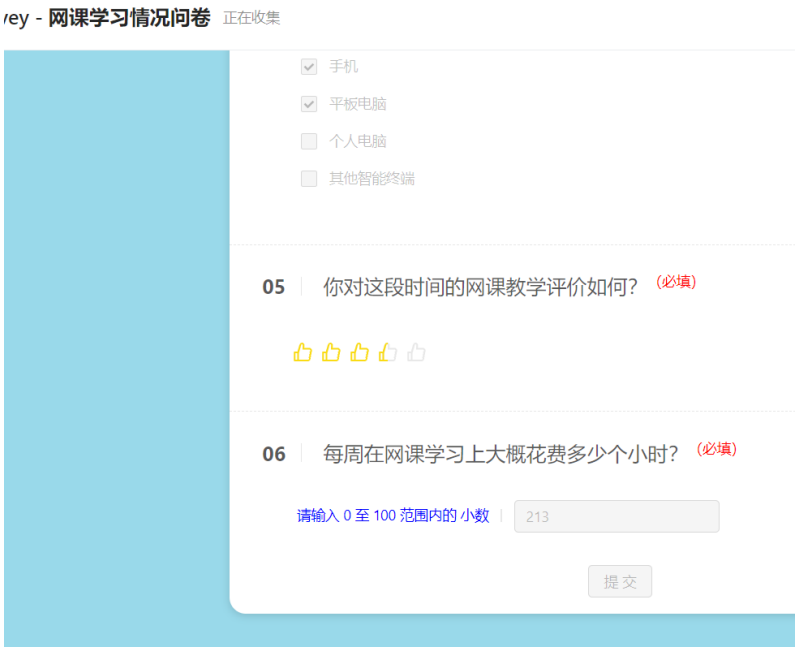 vey - 网课学习情况问卷 正在收集
手机
平板电脑
个人电脑
其他智能终端
05 你对这段时间的网课教学评价如何？ (必填)
06 每周在网课学习上大概花费多少个小时？ (必填)
请输入 0 至 100 范围内的 小数 213
提 交